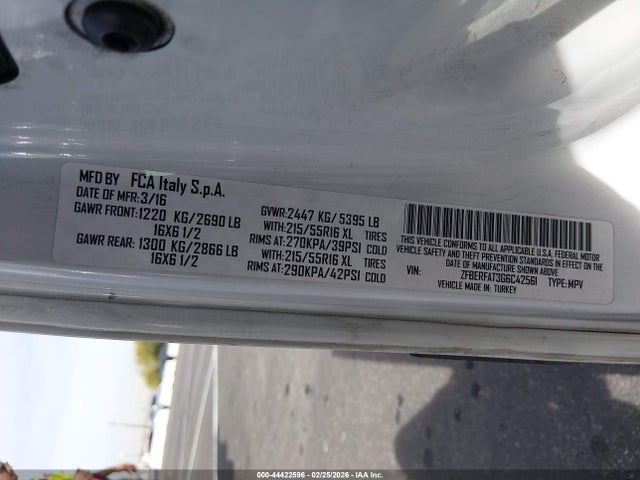 MFD BY FCA Italy S.p.A.
DATE OF MFR: 3/16
GAWR FRONT: 1220 KG/2690 LB
16X6 1/2
GAWR REAR: 1300 KG/2866 LB
16X6 1/2
GVWR: 2447 KG/ 5395 LB
WITH: 215/55R16 XL TIRES
RIMS AT: 270KPA/39PSI COLD
WITH: 215/55R16 XL TIRES
RIMS AT: 290KPA/42PSI COLD
THIS VEHICLE CONFORMS TO ALL APPLICABLE U.S.A. FEDERAL MOTOR
VEHICLE SAFETY, BUMPER, AND THEFT PREVENTION STANDARDS IN EFFECT
ON THE DATE OF MANUFACTURE SHOWN ABOVE.
VIN: ZFBERFAT3G6C42561 TYPE: MPV
VEHICLE MADE IN: TURKEY
000-44422596 - 02/25/2026 - IAA Inc.